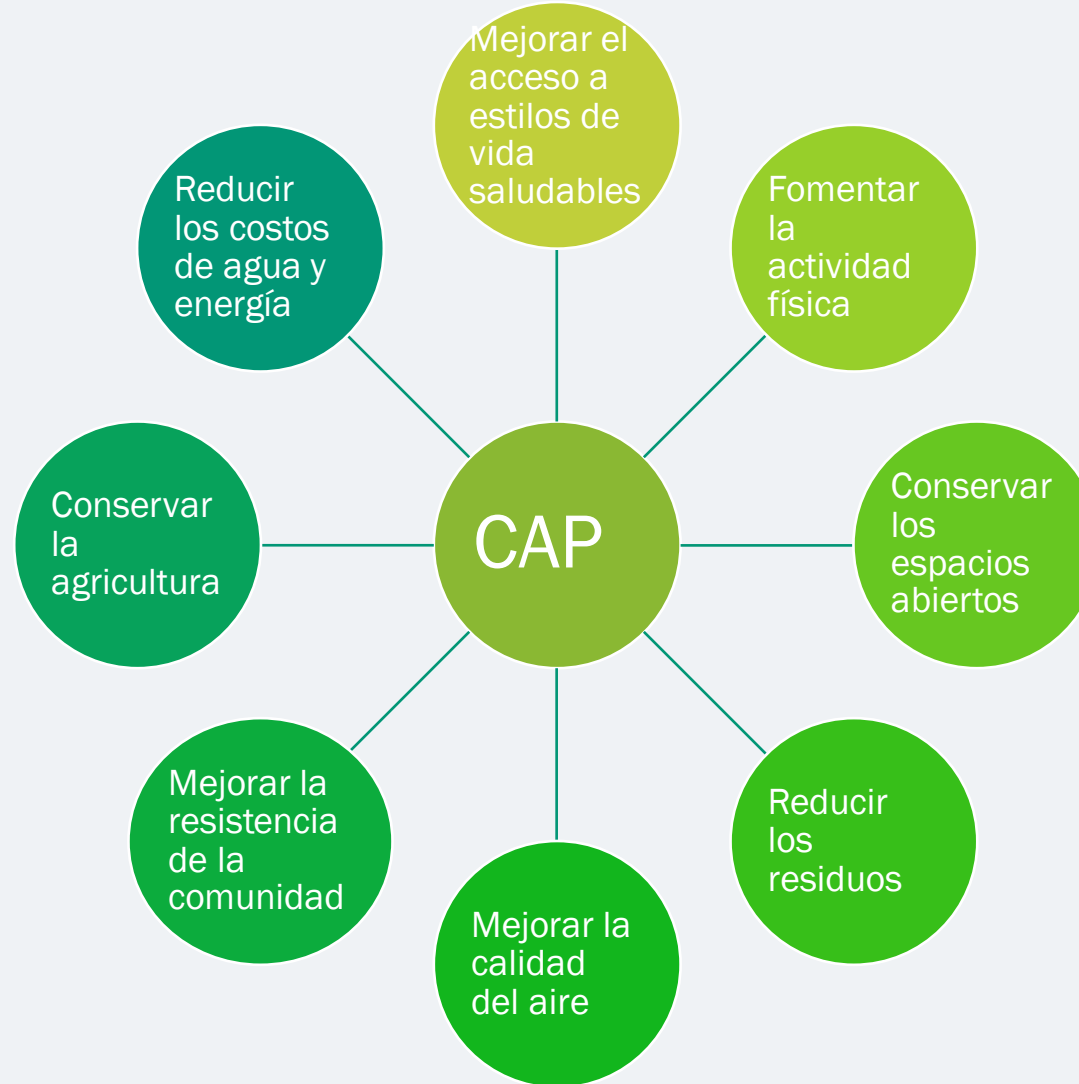 Mejorar el
acceso a
estilos de
vida
saludables
Fomentar
la
actividad
física
Conservar
los
espacios
abiertos
Reducir
los
residuos
Mejorar la
calidad
del aire
Mejorar la
resistencia
de la
comunidad
Conservar
la
agricultura
Reducir
los costos
de agua y
energía
CAP